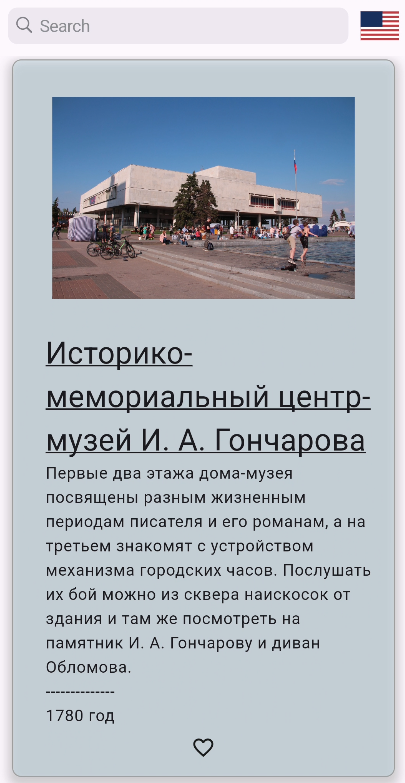 Search
Историко-
мемориальный центр-
музей И. А. Гончарова
Первые два этажа дома-музея
посвящены разным жизненным
периодам писателя и его романам, а на
третьем знакомят с устройством
механизма городских часов. Послушать
их бой можно из сквера наискосок от
здания и там же посмотреть на
памятник И. А. Гончарову и диван
Обломова.
--------------
1780 год